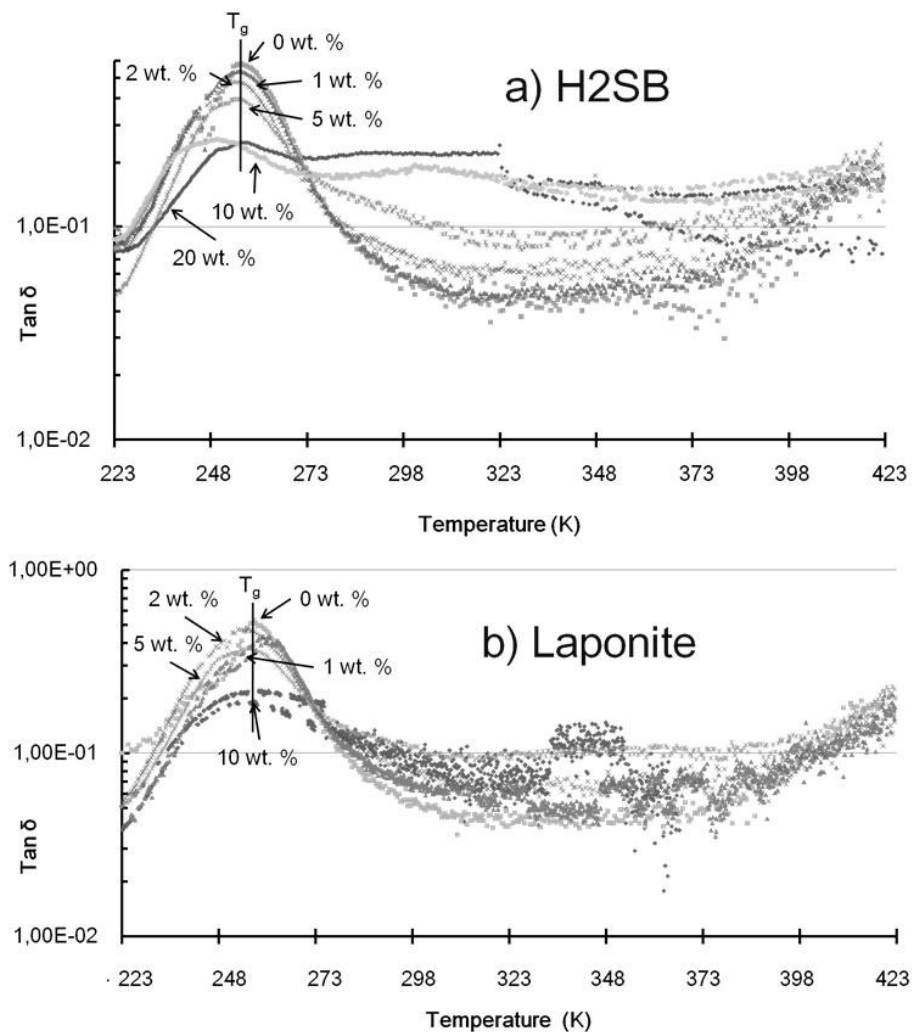 Tg
0 wt. %
2 wt. %
1 wt. %
a) H2SB
5 wt. %
10 wt. %
1,0E-01
20 wt. %
Tan δ
1,0E-02
223 248 273 298 323 348 373 398 423
Temperature (K)
1,00E+00
Tg
2 wt. %
0 wt. %
5 wt. %
b) Laponite
1 wt. %
1,00E-01
10 wt. %
Tan δ
1,00E-02
223 248 273 298 323 348 373 398 423
Temperature (K)